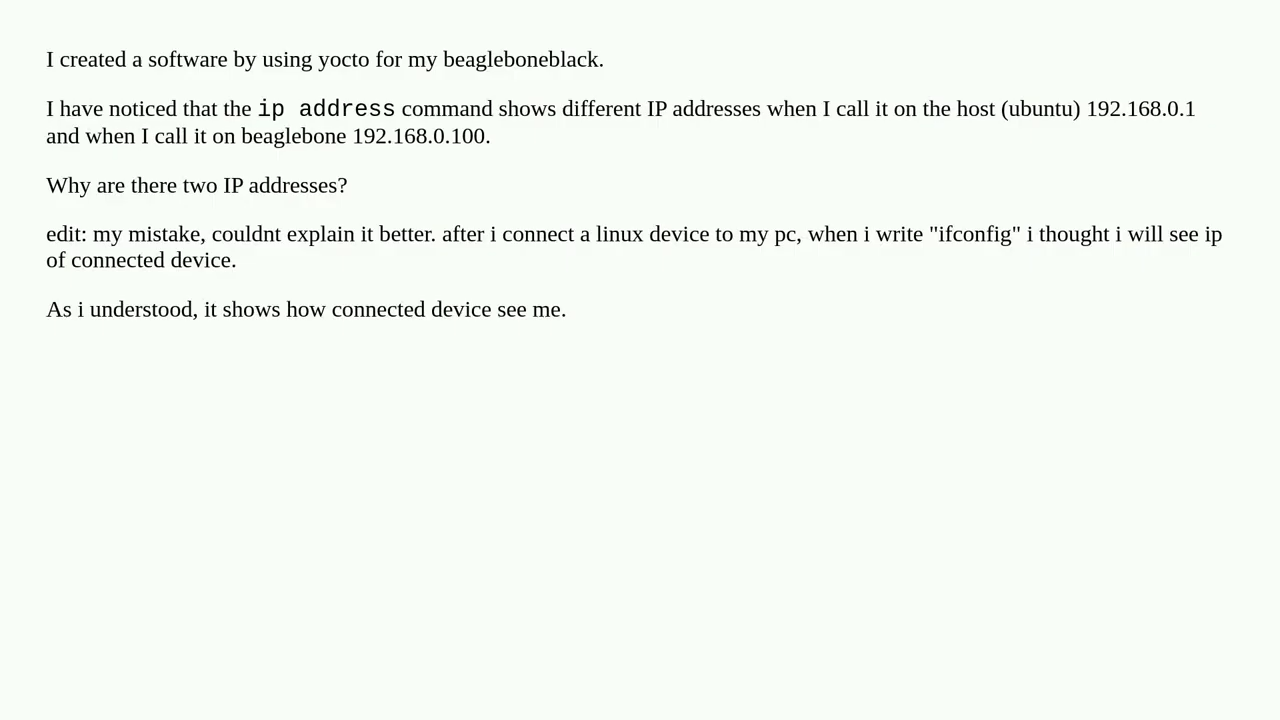 I created a software by using yocto for my beagleboneblack.
I have noticed that the ip address command shows different IP addresses when I call it on the host (ubuntu) 192.168.0.1
and when I call it on beaglebone 192.168.0.100.
Why are there two IP addresses?
edit: my mistake, couldnt explain it better. after i connect a linux device to my pc, when i write "ifconfig" i thought i will see ip
of connected device.
As i understood, it shows how connected device see me.